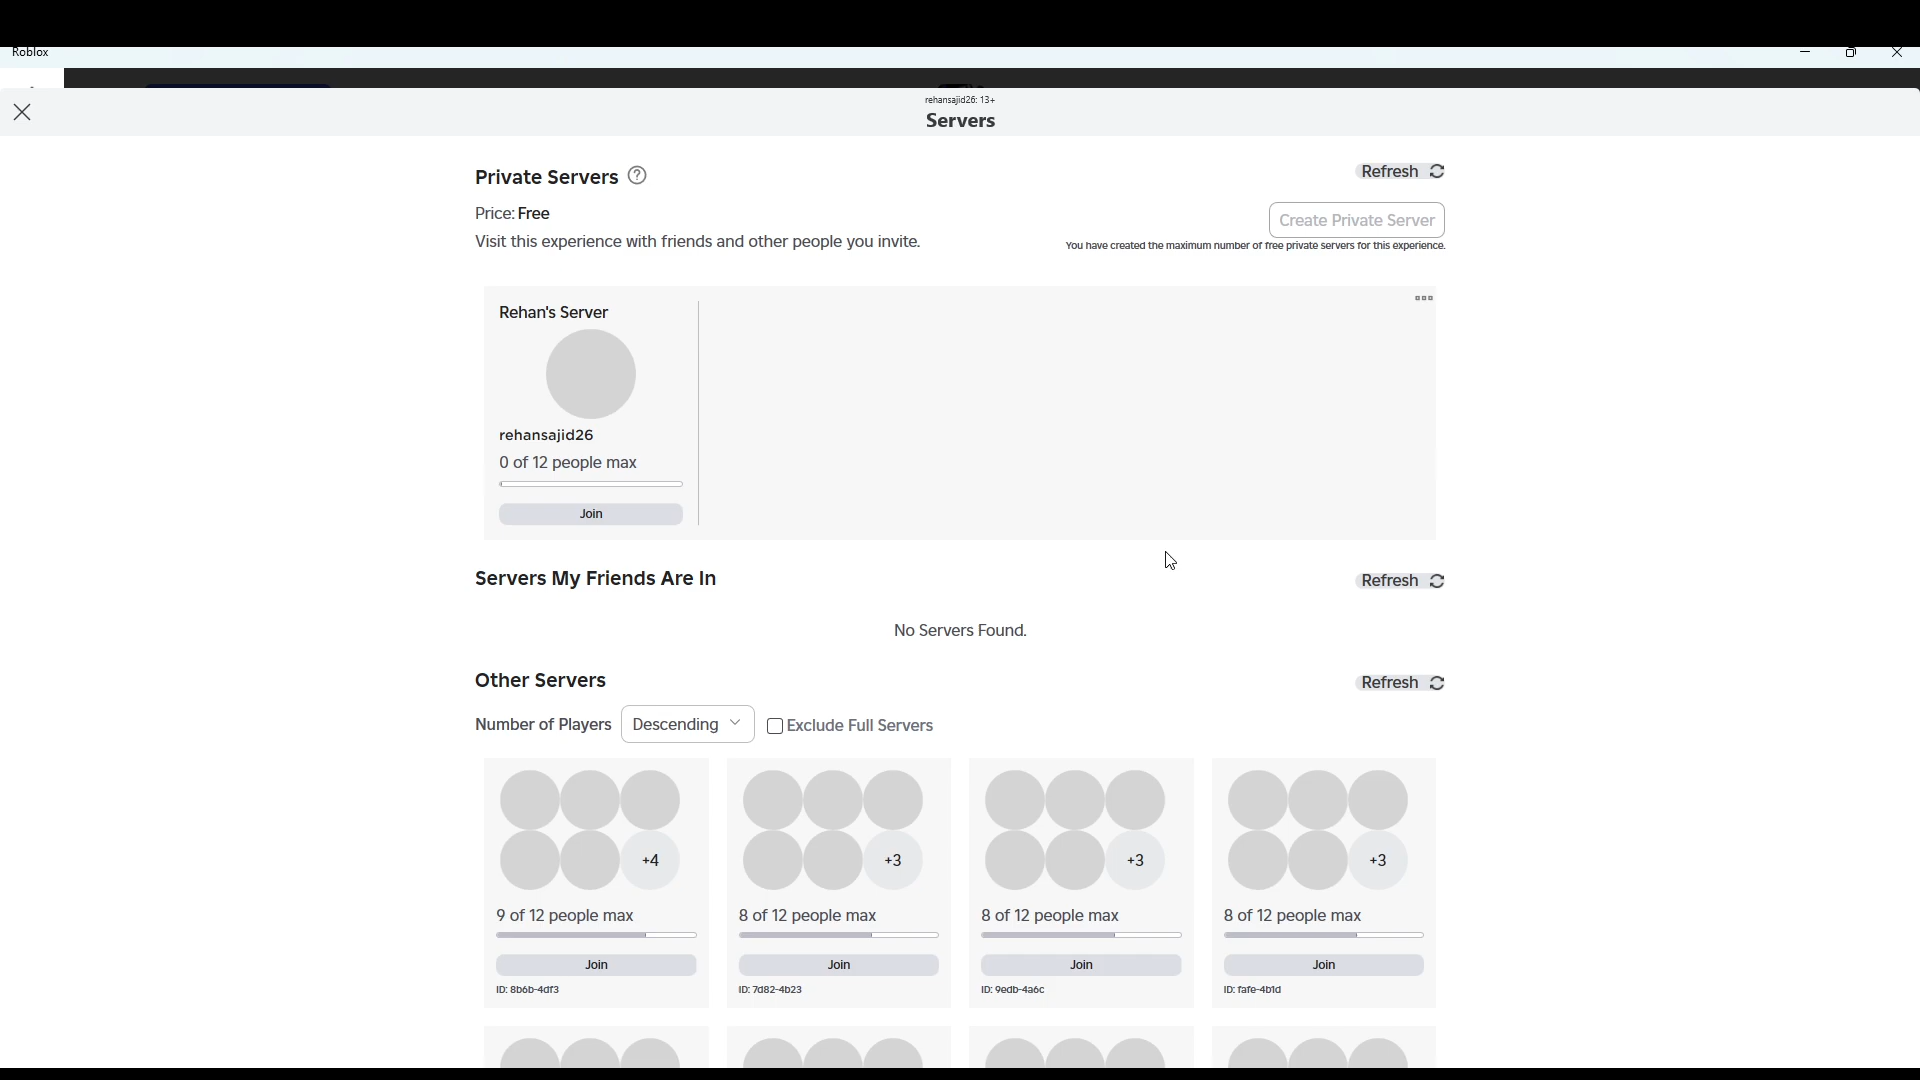 Roblox
rehansajid26: 13+
Servers
Private Servers
Refresh
Price: Free
Create Private Server
Visit this experience with friends and other people you invite.
You have created the maximum number of free private servers for this experience.
Rehan's Server
rehansajid26
0 of 12 people max
Join
Servers My Friends Are In
Refresh
No Servers Found.
Other Servers
Refresh
Number of Players Descending Exclude Full Servers
+4 +3 +3 +3
9 of 12 people max 8 of 12 people max 8 of 12 people max 8 of 12 people max
Join Join Join Join
ID: 8b6b-4df3 ID: 7d82-4b23 ID: 9edb-4a6c ID: fafe-4b1d